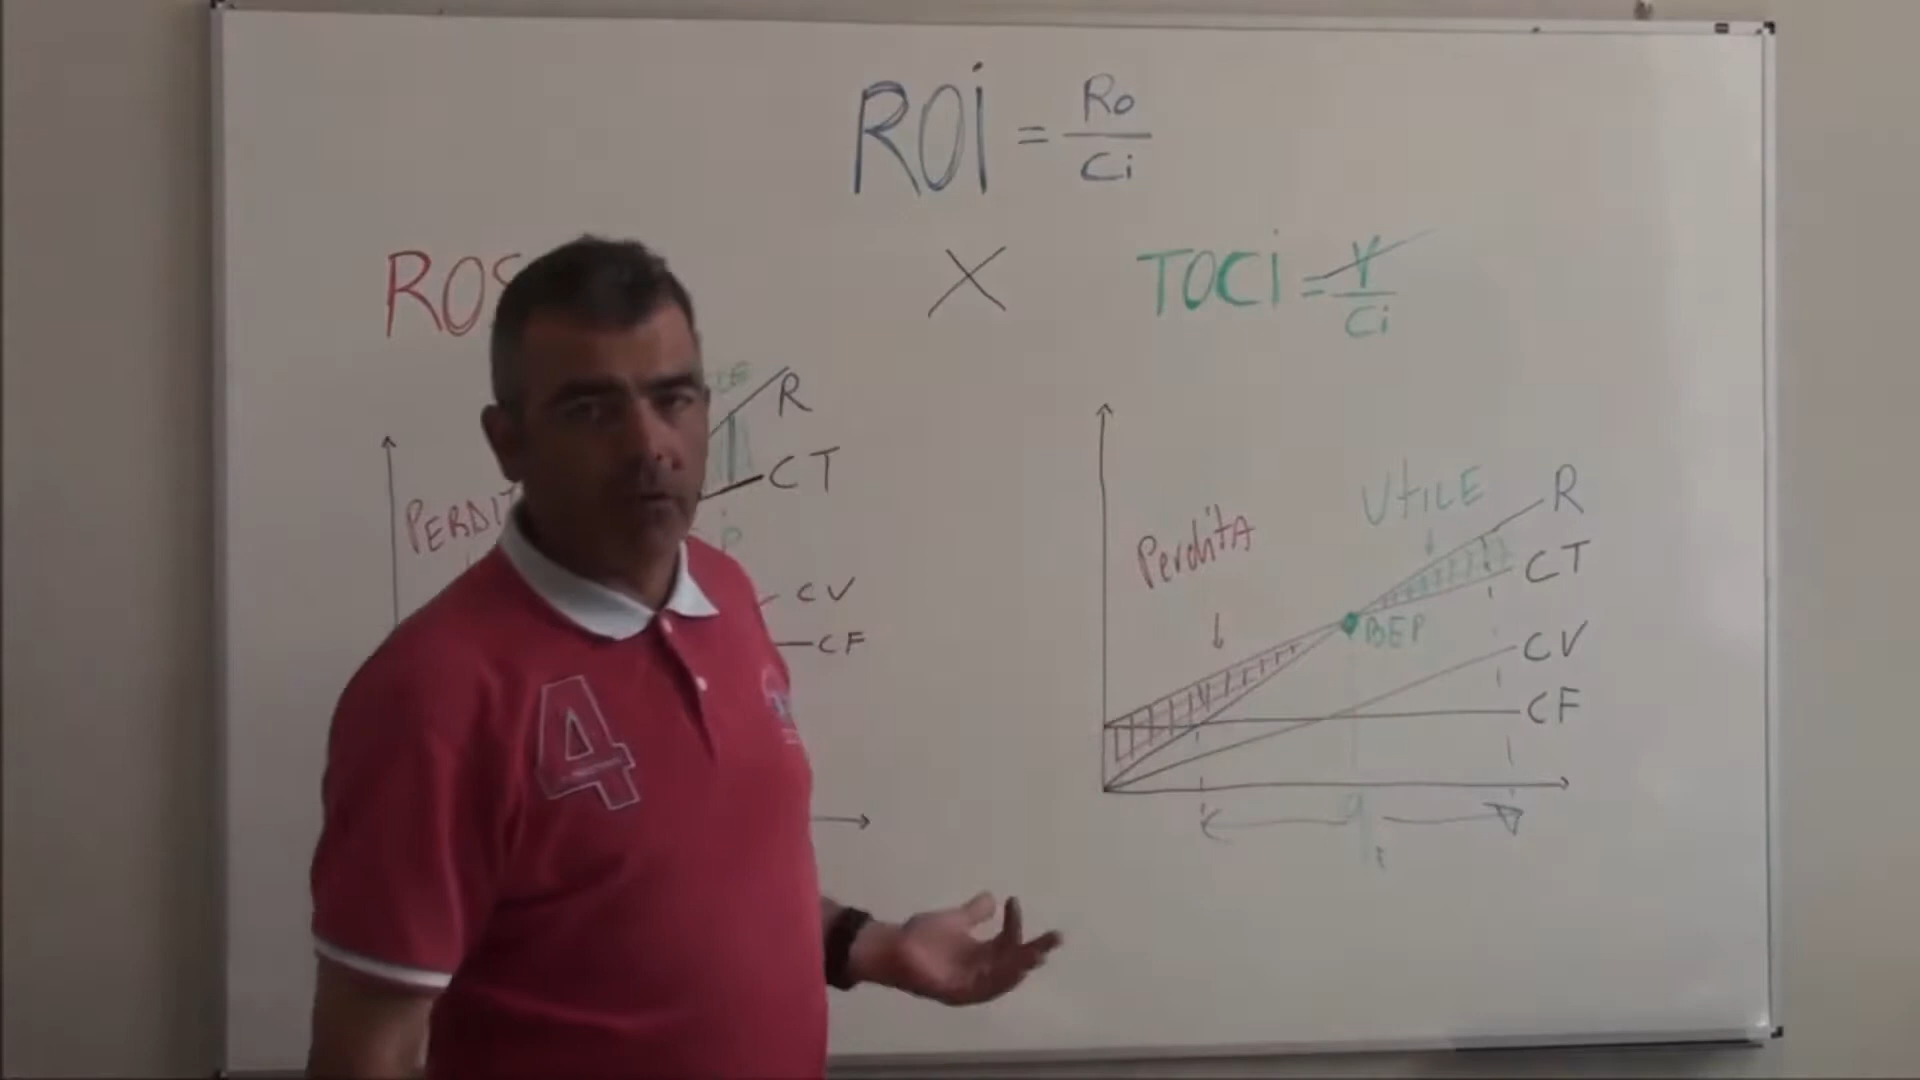 ROi = Ro
Ci
ROS
X
TOCi = V
Ci
R
CT
PERDIT
P
CV
CF
4
Perdita
UtiLE
R
CT
BEP
CV
CF
q